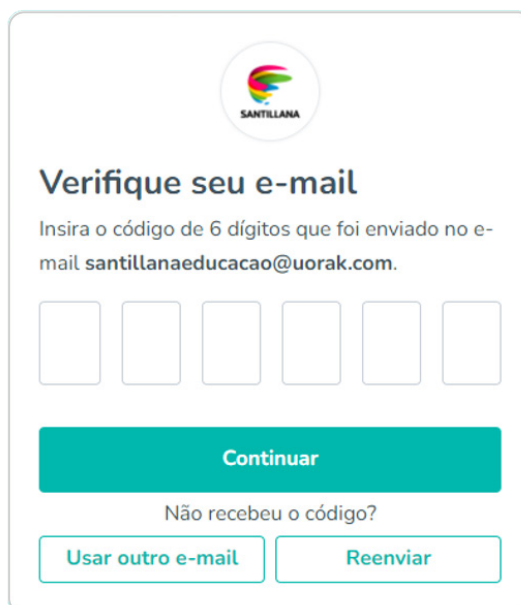 SANTILLANA
Verifique seu e-mail
Insira o código de 6 dígitos que foi enviado no e-
mail santillanaeducacao@uorak.com.
Continuar
Não recebeu o código?
Usar outro e-mail
Reenviar